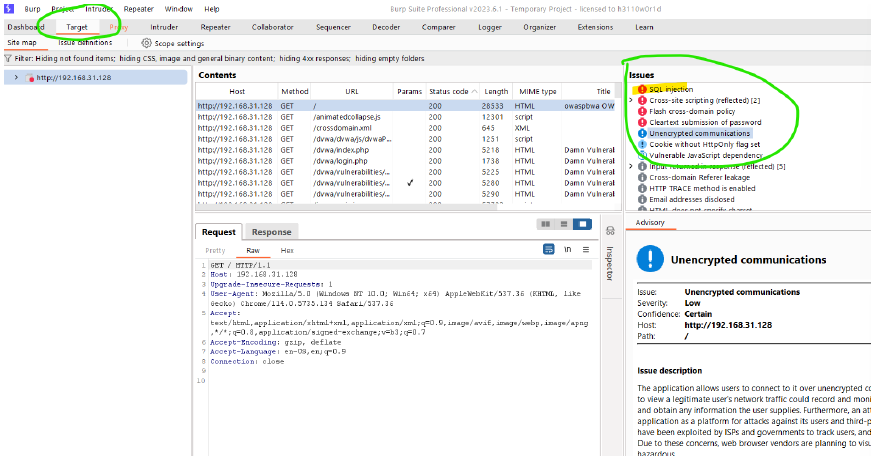 Burp Project Intruder Repeater Window Help
Burp Suite Professional v2023.6.1 - Temporary Project - licensed to h3110w0r1d
Dashboard Target Proxy Intruder Repeater Collaborator Sequencer Decoder Comparer Logger Organizer Extensions Learn
Site map Issue definitions Scope settings
Filter: Hiding not found items; hiding CSS, image and general binary content; hiding 4xx responses; hiding empty folders
http://192.168.31.128
Contents
Host Method URL Params Status code Length MIME type Title
http://192.168.31.128 GET / 200 28533 HTML owaspbwa OW
http://192.168.31.128 GET /animatedcollapse.js 200 12301 script
http://192.168.31.128 GET /crossdomain.xml 200 645 XML
http://192.168.31.128 GET /dvwa/dvwa/js/dvwaP... 200 1251 script
http://192.168.31.128 GET /dvwa/index.php 200 5218 HTML Damn Vulneral
http://192.168.31.128 GET /dvwa/login.php 200 1738 HTML Damn Vulneral
http://192.168.31.128 GET /dvwa/vulnerabilities/... 200 5225 HTML Damn Vulneral
http://192.168.31.128 GET /dvwa/vulnerabilities/... ✓ 200 5280 HTML Damn Vulneral
http://192.168.31.128 GET /dvwa/vulnerabilities/... 200 5290 HTML Damn Vulneral
Issues
SQL injection
Cross-site scripting (reflected) [2]
Flash cross-domain policy
Cleartext submission of password
Unencrypted communications
Cookie without HttpOnly flag set
Vulnerable JavaScript dependency
Input returned in response (reflected) [5]
Cross-domain Referer leakage
HTTP TRACE method is enabled
Email addresses disclosed
HTML does not specify charset
Request Response
Pretty Raw Hex
\n
1 GET / HTTP/1.1
2 Host: 192.168.31.128
3 Upgrade-Insecure-Requests: 1
4 User-Agent: Mozilla/5.0 (Windows NT 10.0; Win64; x64) AppleWebKit/537.36 (KHTML, like
Gecko) Chrome/114.0.5735.134 Safari/537.36
5 Accept:
text/html,application/xhtml+xml,application/xml;q=0.9,image/avif,image/webp,image/apng
,*/*;q=0.8,application/signed-exchange;v=b3;q=0.7
6 Accept-Encoding: gzip, deflate
7 Accept-Language: en-US,en;q=0.9
8 Connection: close
9
10
Inspector
Advisory
Unencrypted communications
Issue: Unencrypted communications
Severity: Low
Confidence: Certain
Host: http://192.168.31.128
Path: /
Issue description
The application allows users to connect to it over unencrypted co
to view a legitimate user's network traffic could record and moni
and obtain any information the user supplies. Furthermore, an att
application as a platform for attacks against its users and third-p
have been exploited by ISPs and governments to track users, and
Due to these concerns, web browser vendors are planning to visu
hazardous.